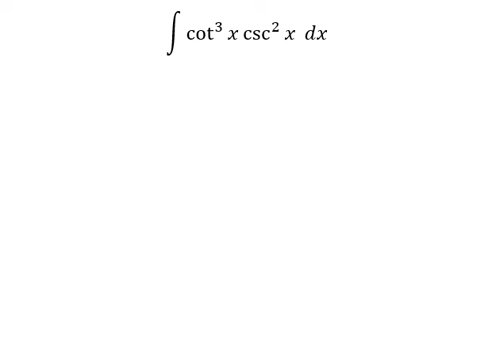 ∫ cot³ x csc² x dx